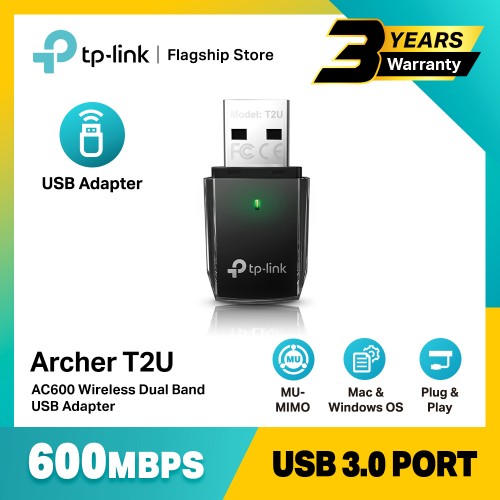 tp-link | Flagship Store
3 YEARS
Warranty
USB Adapter
Model: T2U
FC CE
tp-link
Archer T2U
AC600 Wireless Dual Band
USB Adapter
MU
MU-
MIMO
Mac &
Windows OS
Plug &
Play
600MBPS
USB 3.0 PORT